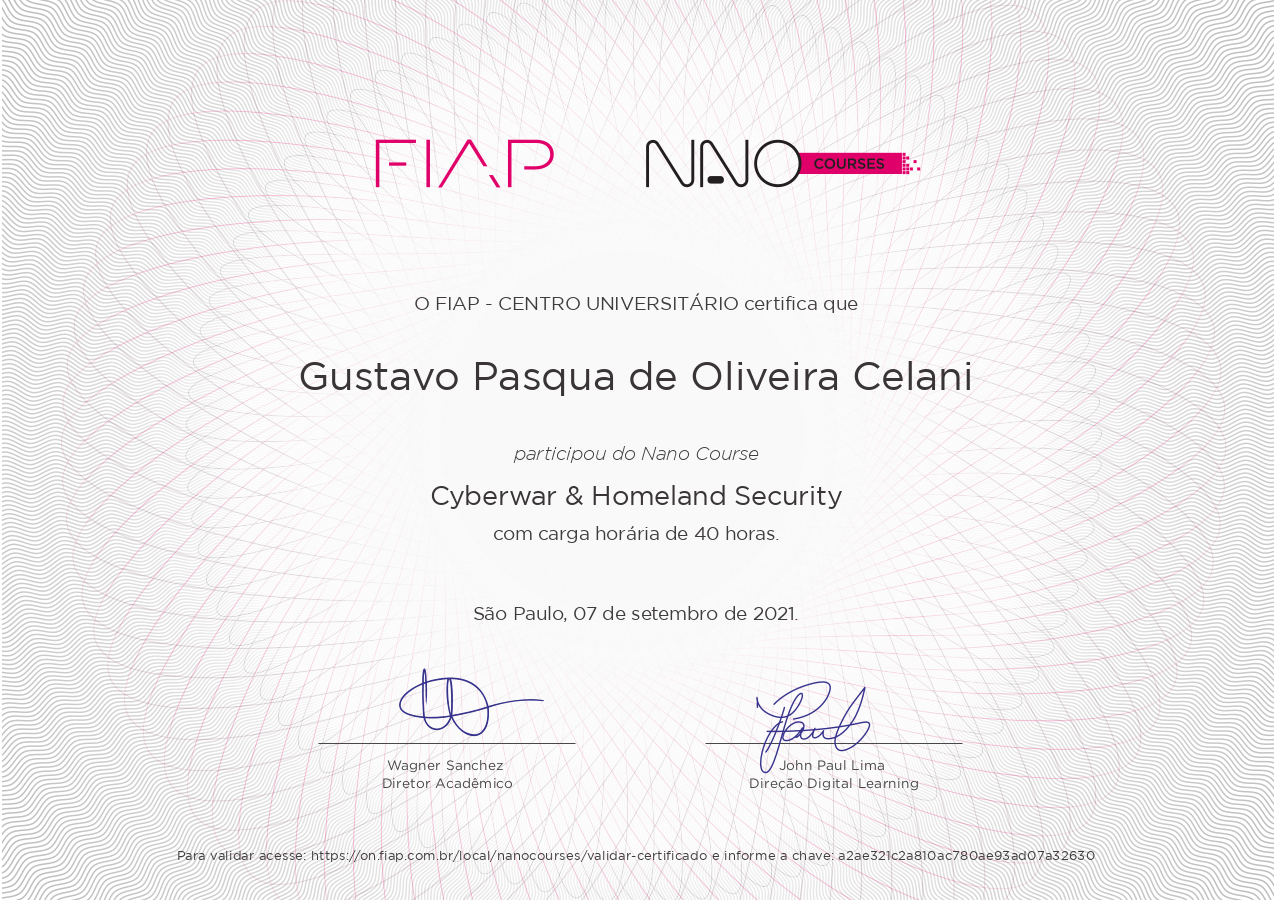 FIAP NANO COURSES
O FIAP - CENTRO UNIVERSITÁRIO certifica que
Gustavo Pasqua de Oliveira Celani
participou do Nano Course
Cyberwar & Homeland Security
com carga horária de 40 horas.
São Paulo, 07 de setembro de 2021.
Wagner Sanchez
Diretor Acadêmico
John Paul Lima
Direção Digital Learning
Para validar acesse: https://on.fiap.com.br/local/nanocourses/validar-certificado e informe a chave: a2ae321c2a810ac780ae93ad07a32630